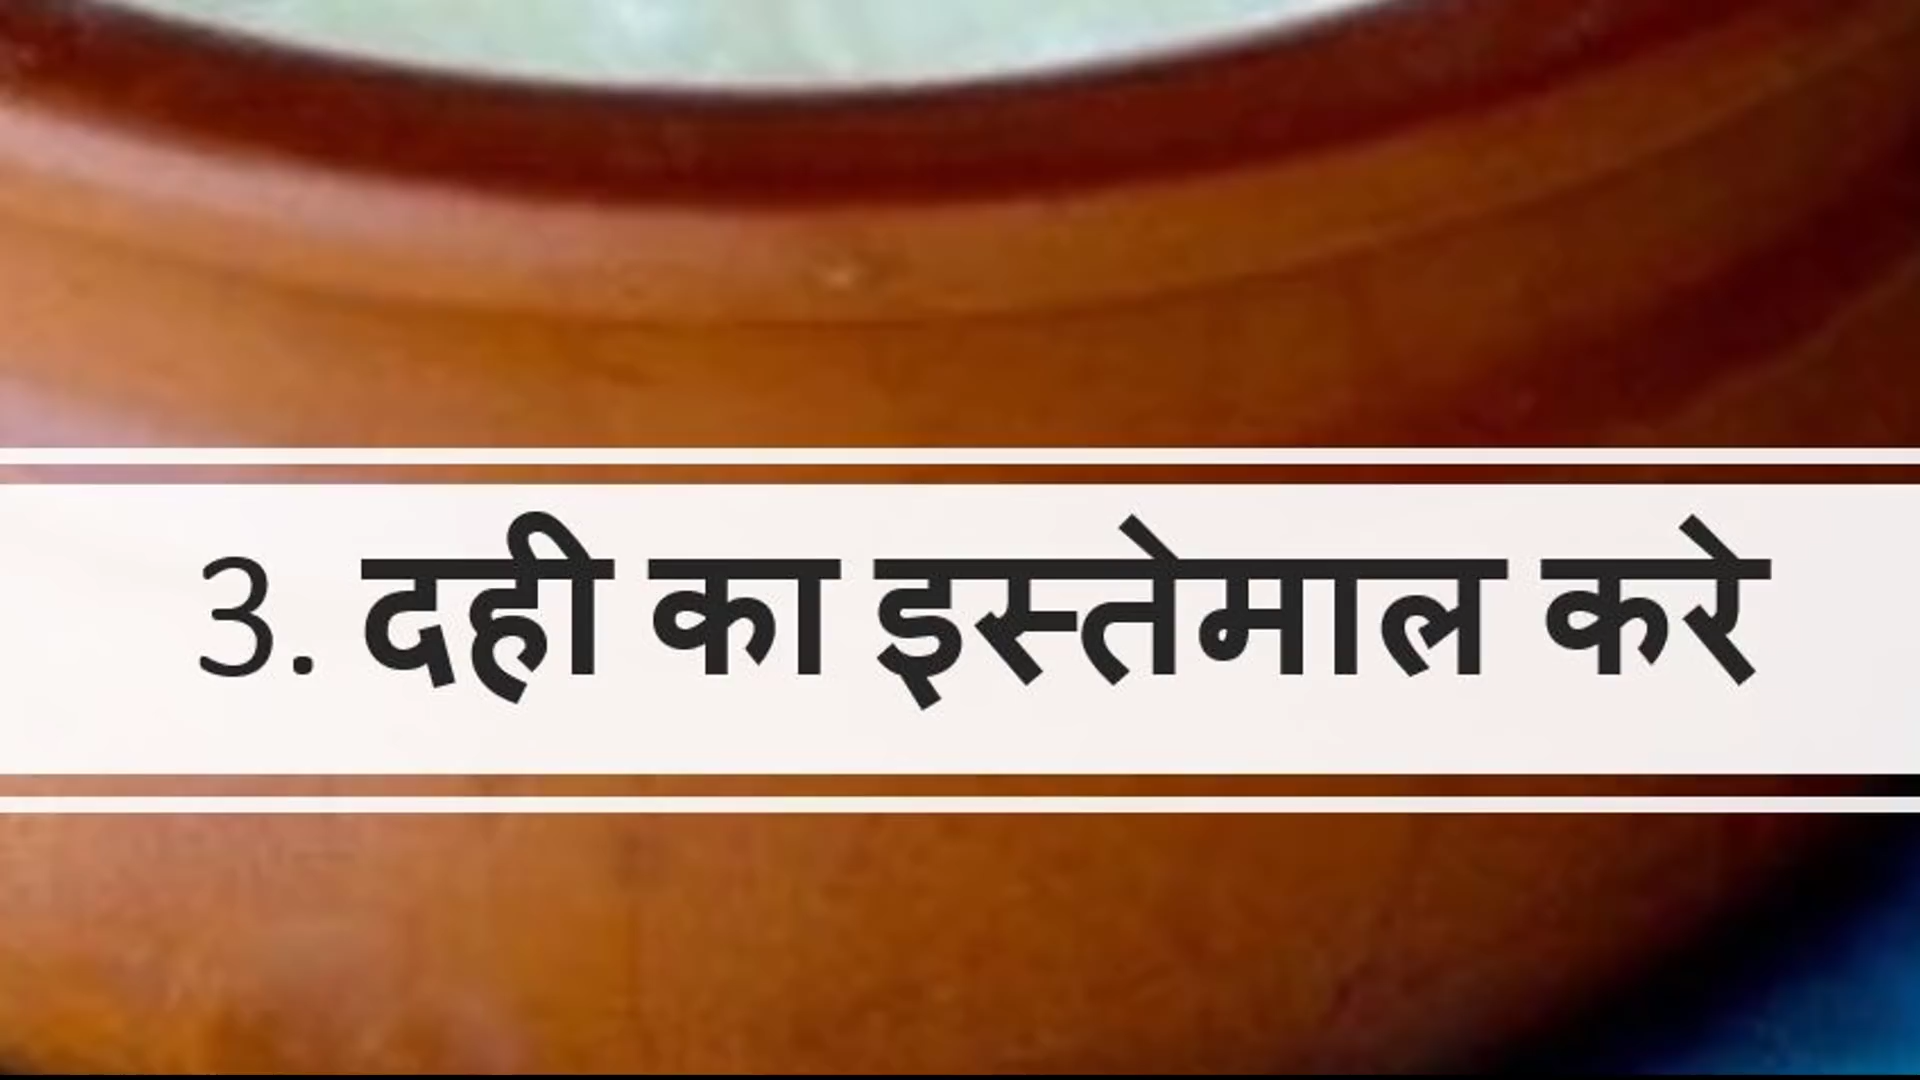 3. दही का इस्तेमाल करे